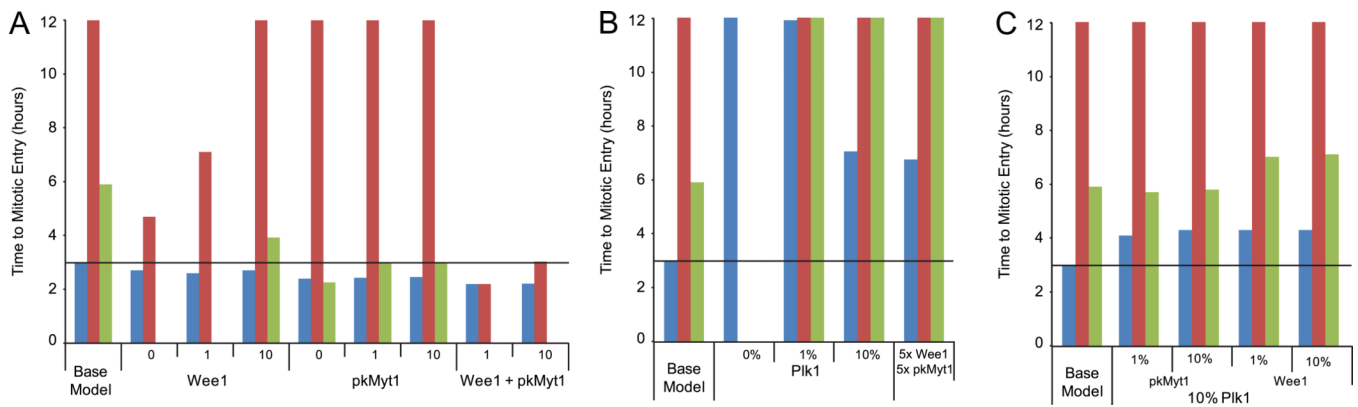 A
Time to Mitotic Entry (hours)
12
10
8
6
4
2
0
Base
Model
0
1
10
Wee1
0
1
10
pkMyt1
1
10
Wee1 + pkMyt1
B
Time to Mitotic Entry (hours)
12
10
8
6
4
2
0
Base
Model
0%
1%
10%
Plk1
5x Wee1
5x pkMyt1
C
Time to Mitotic Entry (hours)
12
10
8
6
4
2
0
Base
Model
1%
10%
pkMyt1
1%
10%
Wee1
10% Plk1